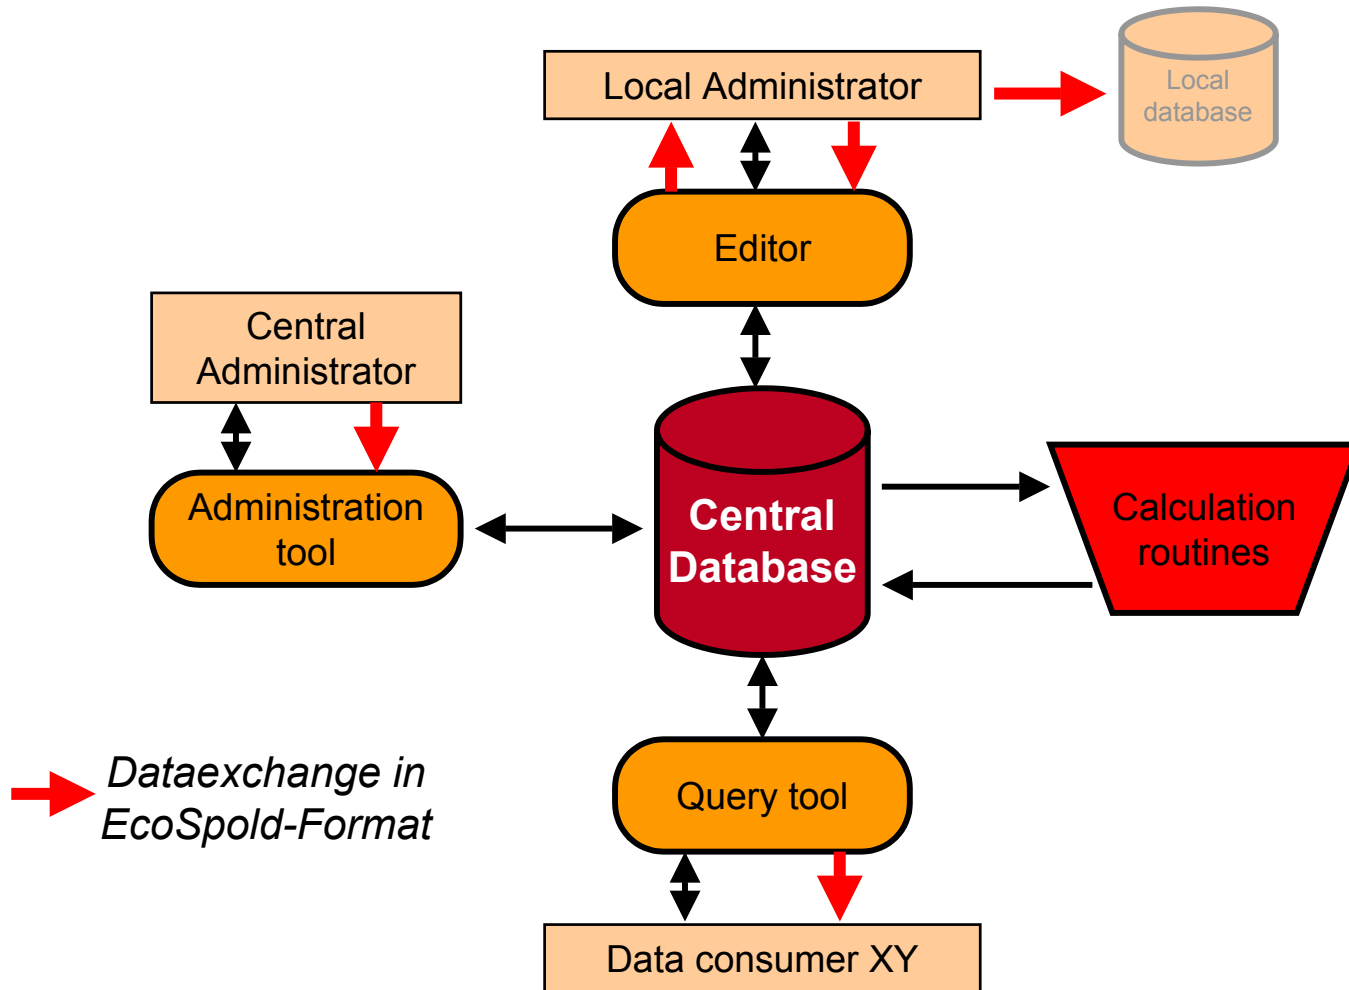 Local Administrator
Local
database
Editor
Central
Administrator
Administration
tool
Central
Database
Calculation
routines
Query tool
Dataexchange in
EcoSpold-Format
Data consumer XY